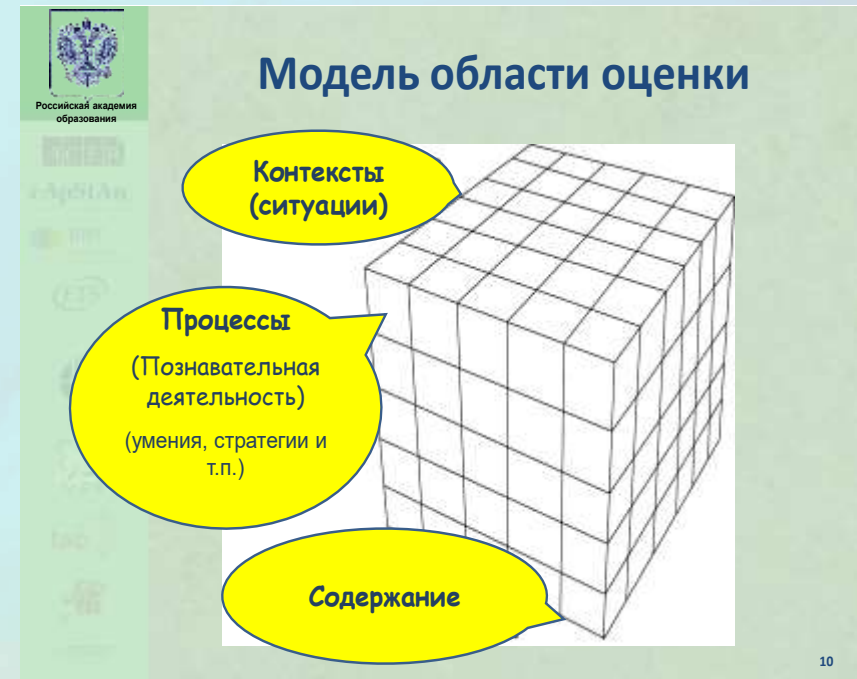 Российская академия
образования
Модель области оценки
Контексты
(ситуации)
Процессы
(Познавательная
деятельность)
(умения, стратегии и
т.п.)
Содержание
10